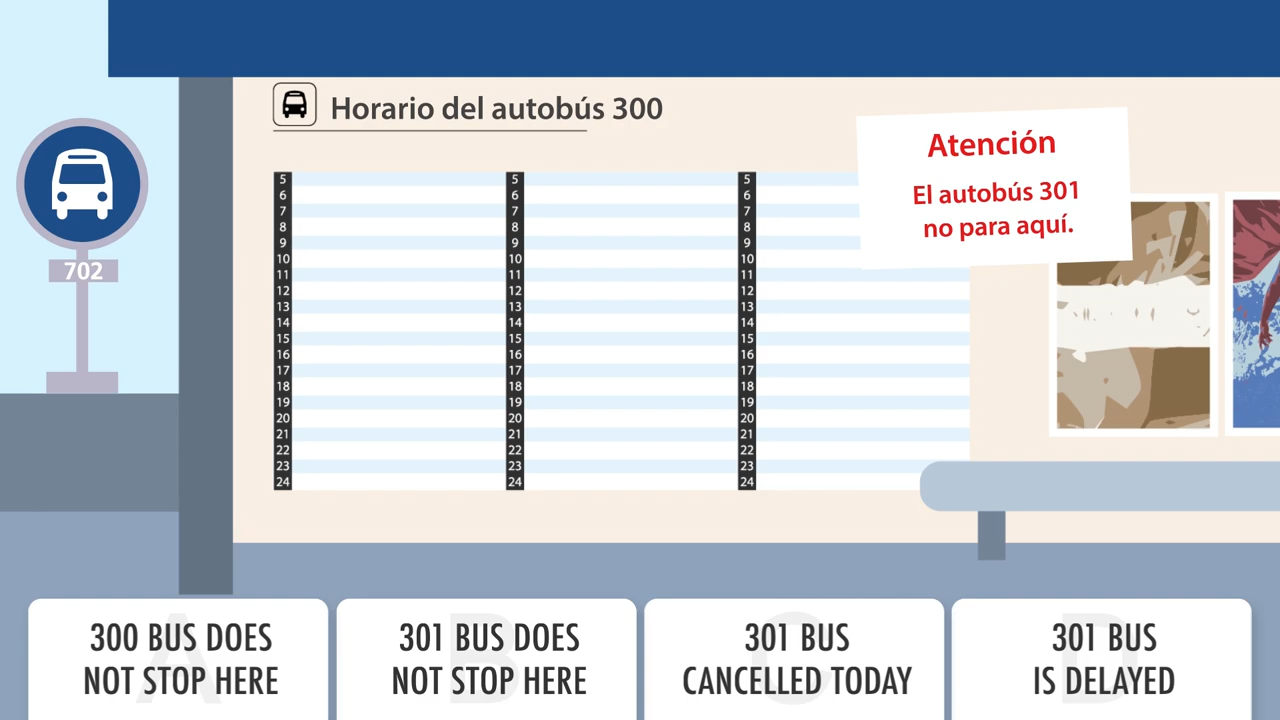 Horario del autobús 300
Atención
El autobús 301
no para aquí.
702
5 5 5
6 6 6
7 7 7
8 8 8
9 9 9
10 10 10
11 11 11
12 12 12
13 13 13
14 14 14
15 15 15
16 16 16
17 17 17
18 18 18
19 19 19
20 20 20
21 21 21
22 22 22
23 23 23
24 24 24
A
300 BUS DOES
NOT STOP HERE
B
301 BUS DOES
NOT STOP HERE
C
301 BUS
CANCELLED TODAY
D
301 BUS
IS DELAYED